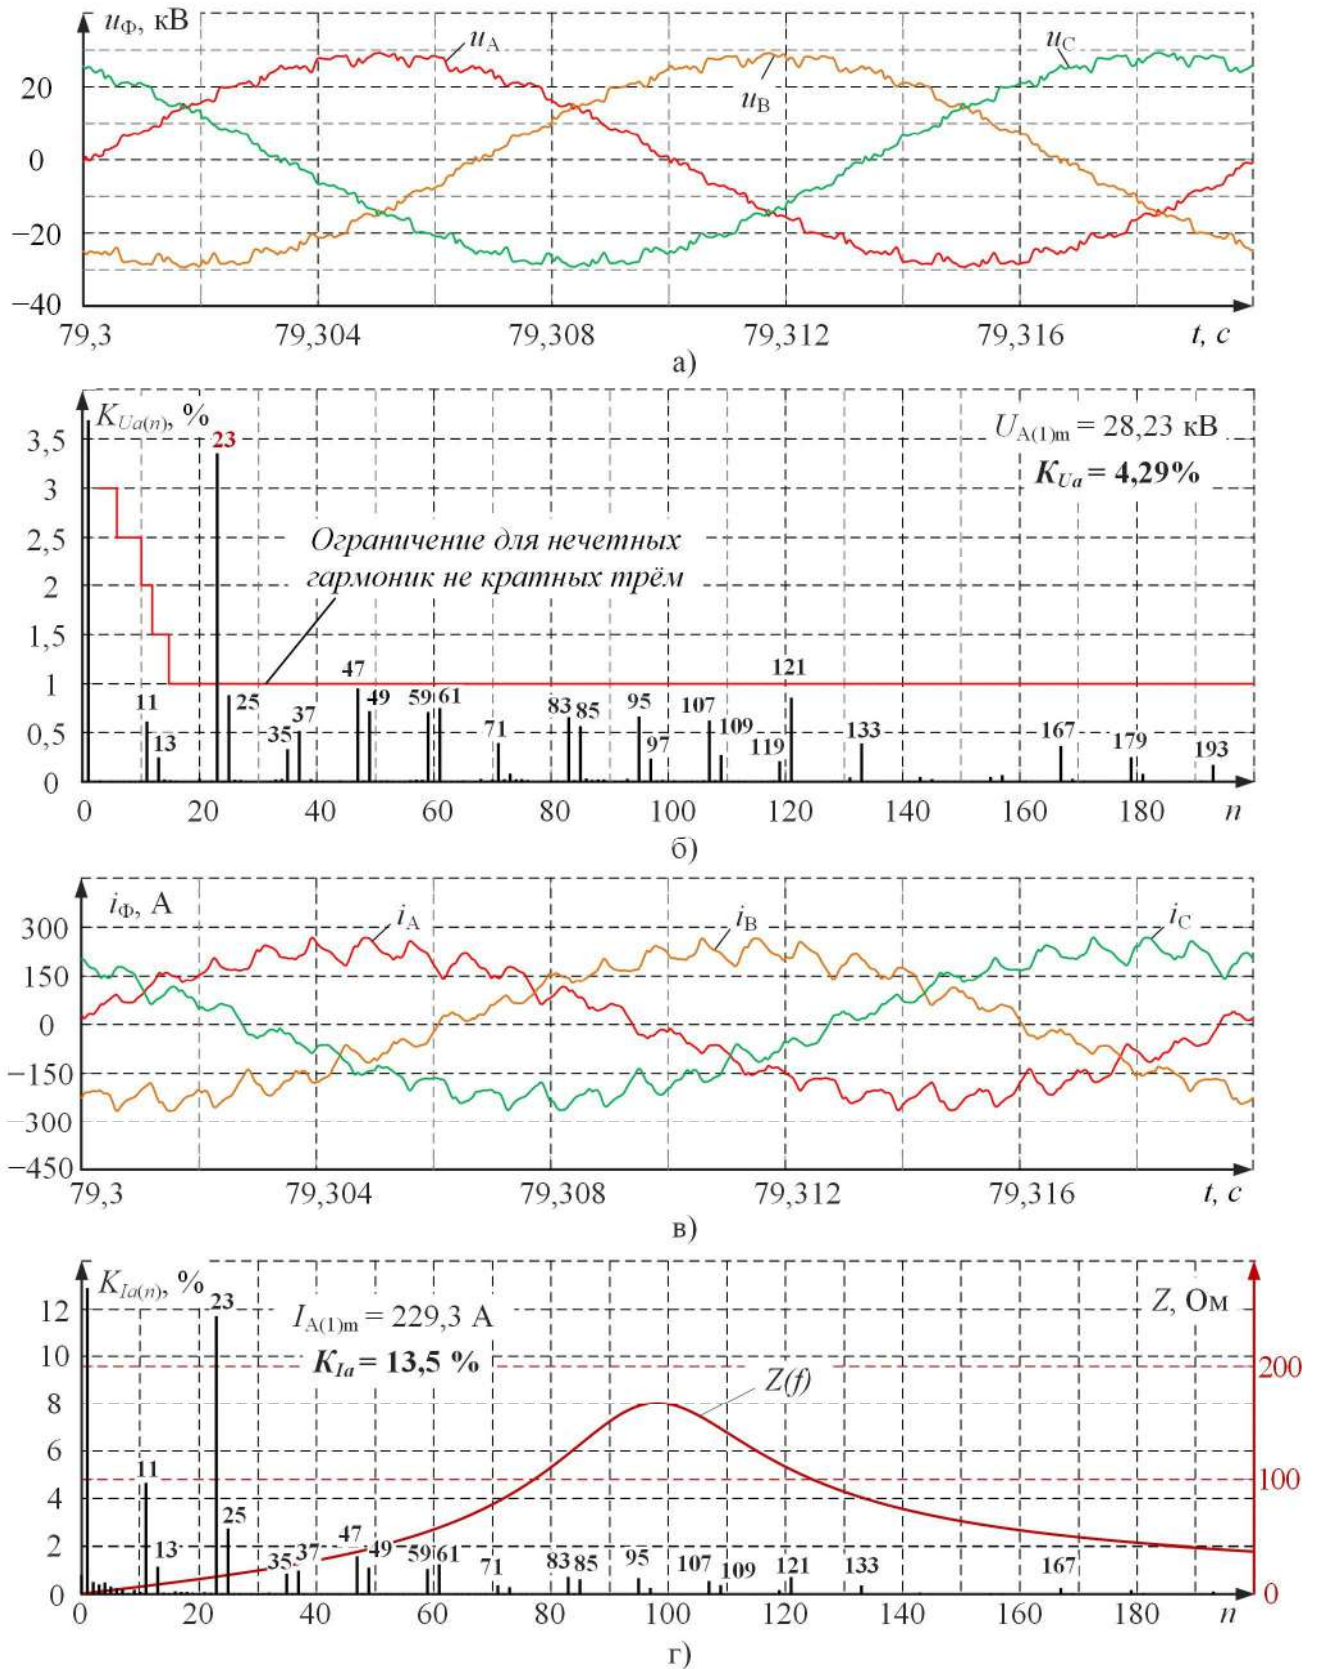 u_Ф, кВ
u_A
u_B
u_C
20
0
−20
−40
79,3 79,304 79,308 79,312 79,316 t, с
а)
K_Ua(n), %
U_A(1)m = 28,23 кВ
K_Ua = 4,29%
3,5
3
2,5
2
1,5
1
0,5
0
Ограничение для нечетных
гармоник не кратных трём
23
11
13
25
35
37
47
49
59
61
71
83
85
95
97
107
109
119
121
133
167
179
193
0 20 40 60 80 100 120 140 160 180 n
б)
i_Ф, А
i_A
i_B
i_C
300
150
0
−150
−300
−450
79,3 79,304 79,308 79,312 79,316 t, с
в)
K_Ia(n), %
I_A(1)m = 229,3 А
K_Ia = 13,5 %
Z, Ом
Z(f)
12
10
8
6
4
2
0
200
100
0
23
11
13
25
35
37
47
49
59
61
71
83
85
95
107
109
121
133
167
0 20 40 60 80 100 120 140 160 180 n
г)